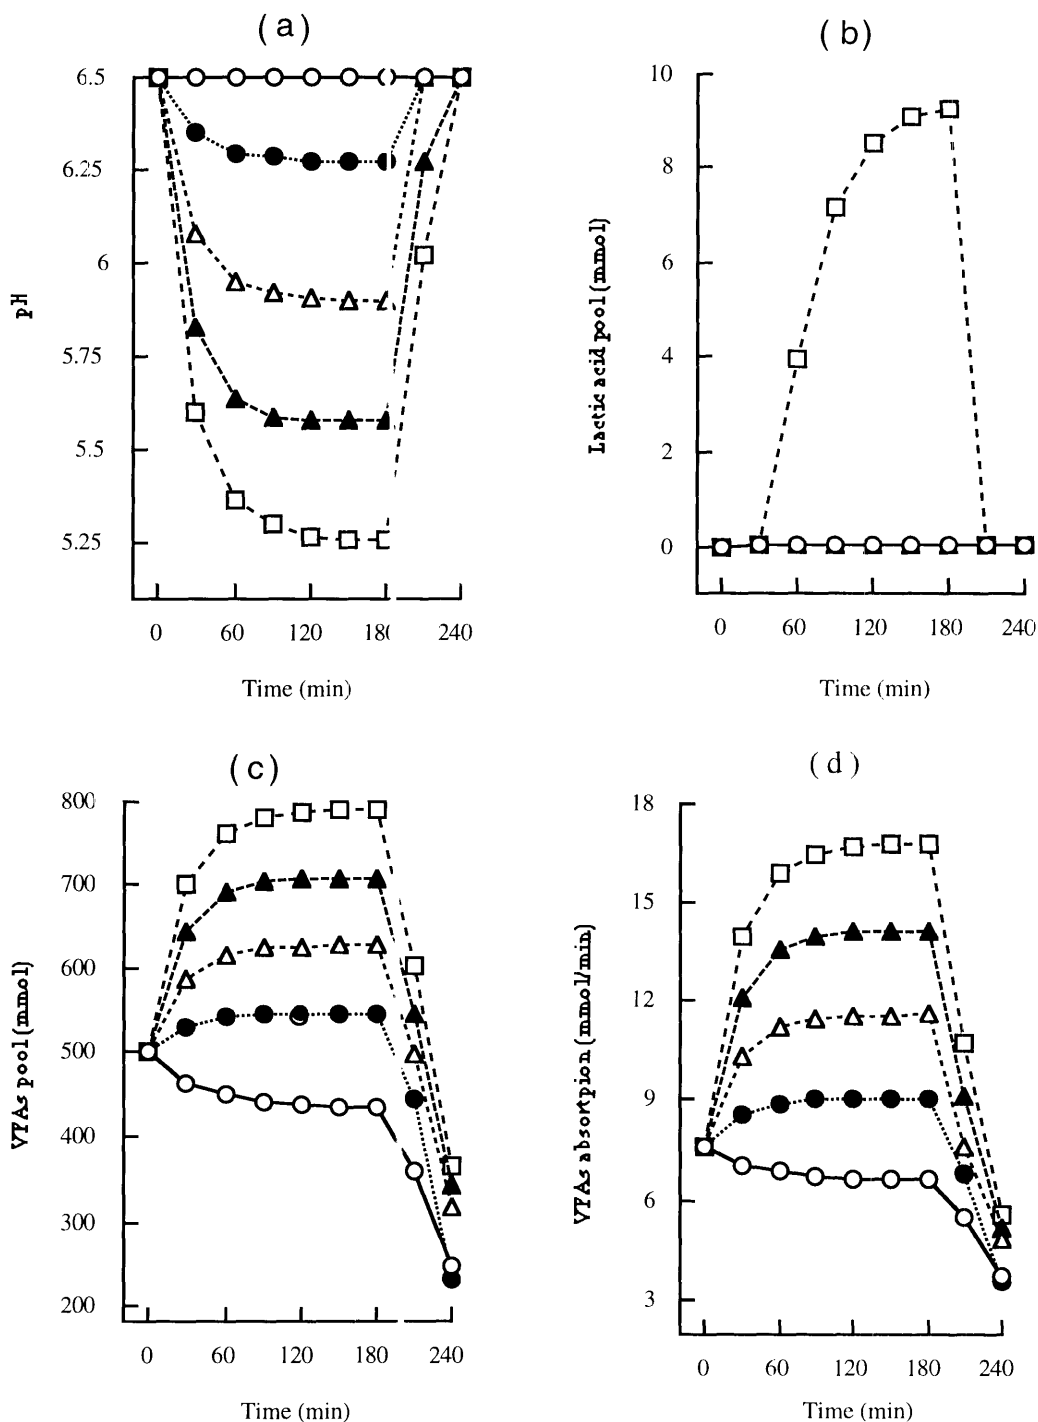 (a)
6.5
6.25
6
5.75
5.5
5.25
pH
0 60 120 180 240
Time (min)
(b)
10
8
6
4
2
0
Lactic acid pool (mmol)
0 60 120 180 240
Time (min)
(c)
800
700
600
500
400
300
200
VFAs pool (mmol)
0 60 120 180 240
Time (min)
(d)
18
15
12
9
6
3
VFAs absortpion (mmol/min)
0 60 120 180 240
Time (min)